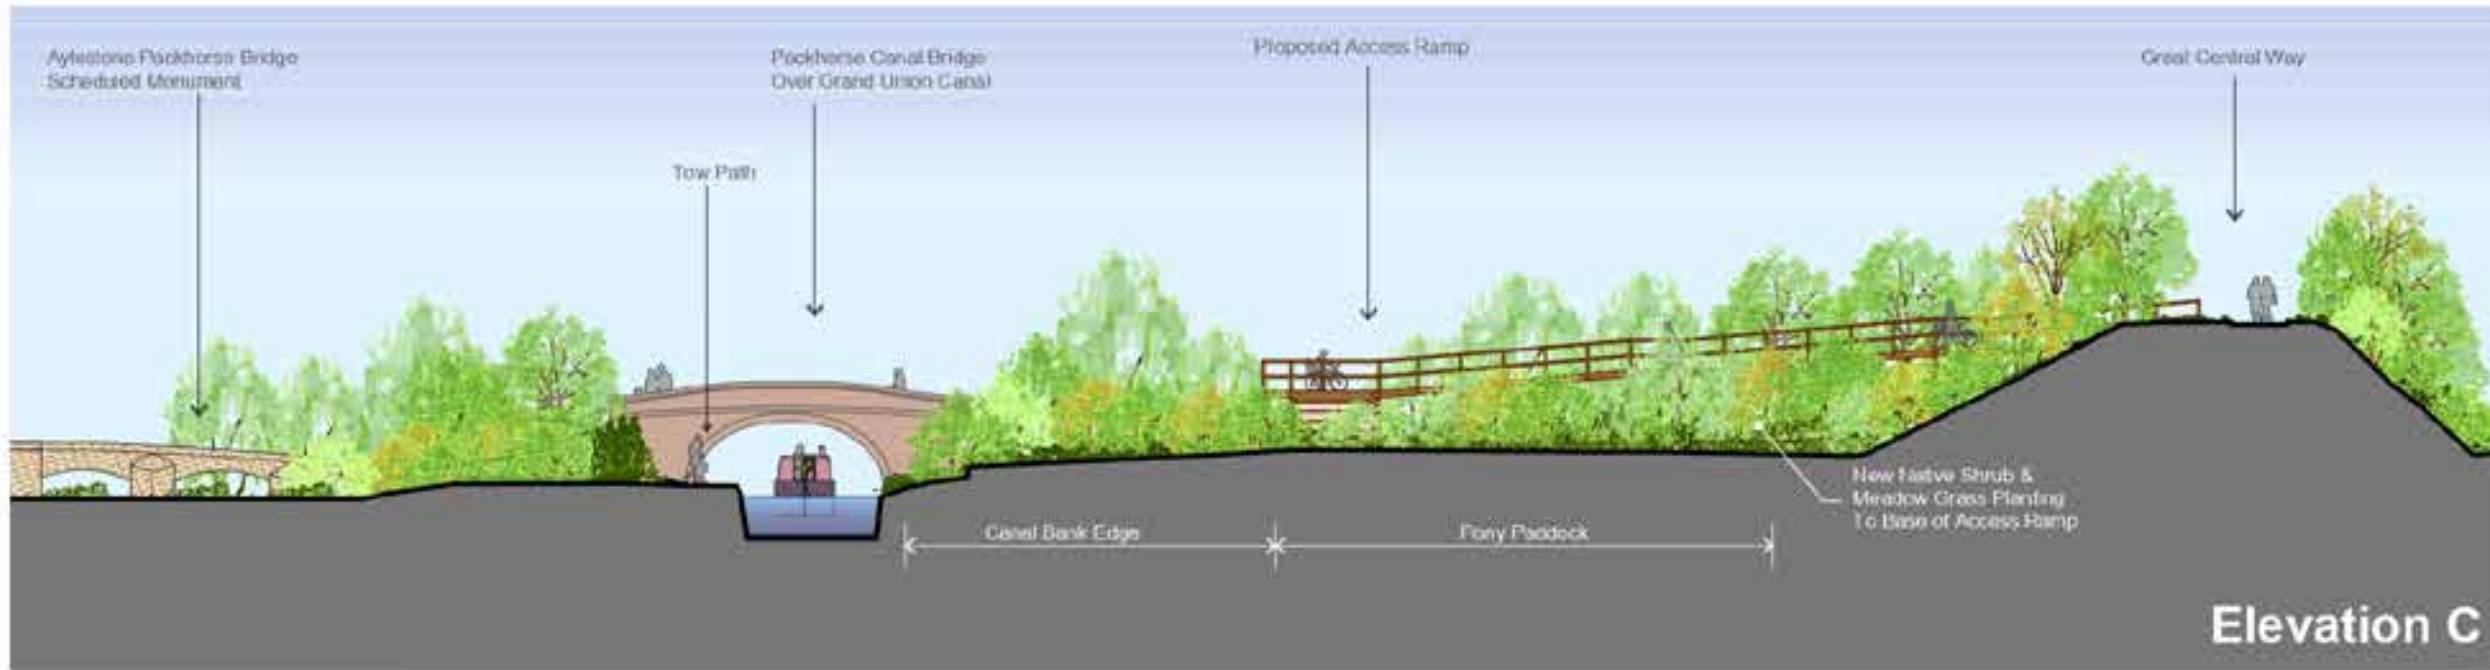 Aylestone Packhorse Bridge
Scheduled Monument
Packhorse Canal Bridge
Over Grand Union Canal
Proposed Access Ramp
Great Central Way
Tow Path
New Native Shrub &
Meadow Grass Planting
To Base of Access Ramp
Canal Bank Edge
Pony Paddock
Elevation C